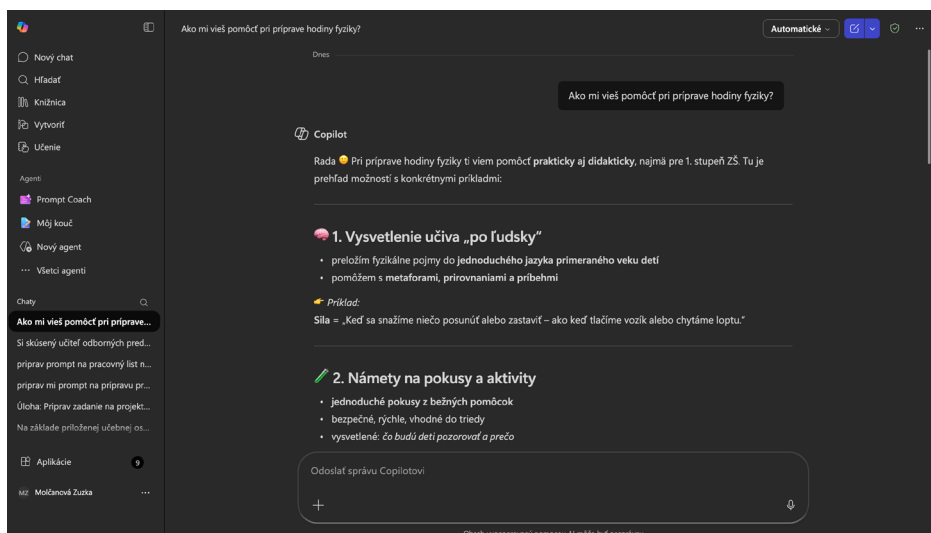 Nový chat
Hľadať
Knižnica
Vytvoriť
Učenie
Agenti
Prompt Coach
Môj kouč
Nový agent
Všetci agenti
Chaty
Ako mi vieš pomôcť pri príprave...
Si skúsený učiteľ odborných pred...
priprav prompt na pracovný list n...
priprav mi prompt na prípravu pr...
Úloha: Priprav zadanie na projekt...
Na základe priloženej učebnej os...
Aplikácie 9
MZ Molčanová Zuzka
Ako mi vieš pomôcť pri príprave hodiny fyziky?
Automatické
Dnes
Ako mi vieš pomôcť pri príprave hodiny fyziky?
Copilot
Rada 😊 Pri príprave hodiny fyziky ti viem pomôcť prakticky aj didakticky, najmä pre 1. stupeň ZŠ. Tu je
prehľad možností s konkrétnymi príkladmi:
🧠 1. Vysvetlenie učiva „po ľudsky“
• preložím fyzikálne pojmy do jednoduchého jazyka primeraného veku detí
• pomôžem s metaforami, prirovnaniami a príbehmi
👉 Príklad:
Sila = „Keď sa snažíme niečo posunúť alebo zastaviť – ako keď tlačíme vozík alebo chytáme loptu.“
🧪 2. Námety na pokusy a aktivity
• jednoduché pokusy z bežných pomôcok
• bezpečné, rýchle, vhodné do triedy
• vysvetlené: čo budú deti pozorovať a prečo
Odoslať správu Copilotovi